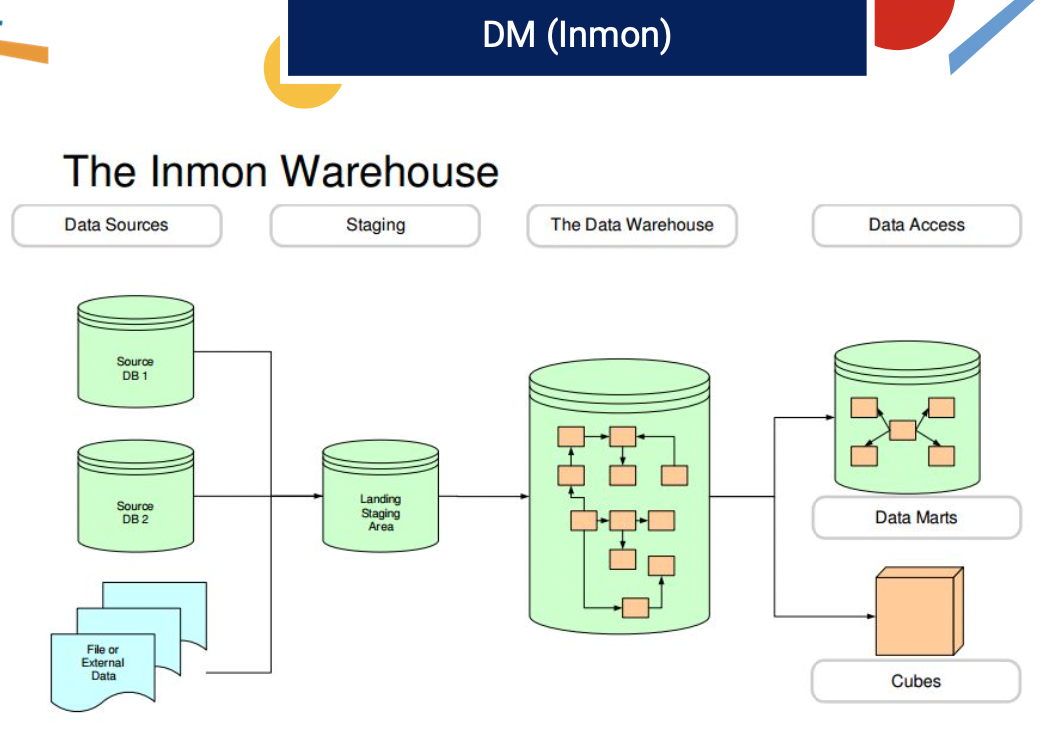 DM (Inmon)
The Inmon Warehouse
Data Sources
Staging
The Data Warehouse
Data Access
Source
DB 1
Source
DB 2
File or
External
Data
Landing
Staging
Area
Data Marts
Cubes